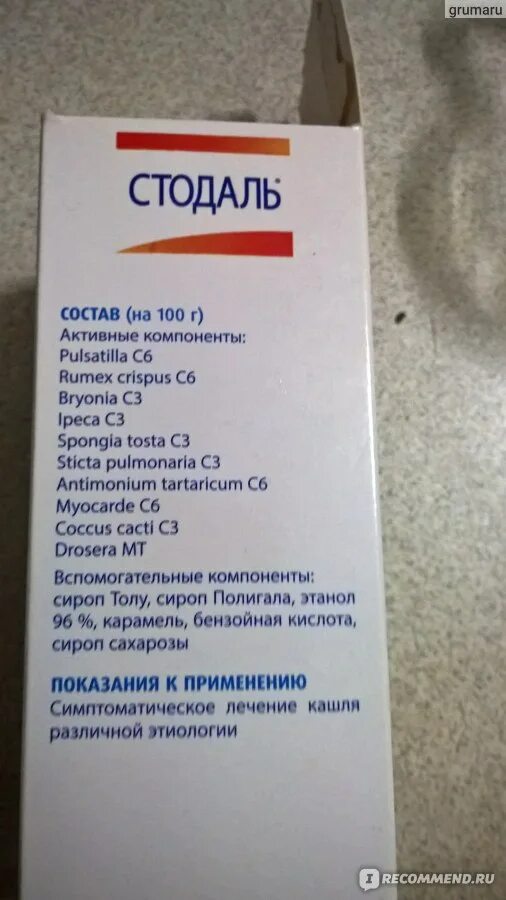 grumaru
СТОДАЛЬ®
СОСТАВ (на 100 г)
Активные компоненты:
Pulsatilla C6
Rumex crispus C6
Bryonia C3
Ipeca C3
Spongia tosta C3
Sticta pulmonaria C3
Antimonium tartaricum C6
Myocarde C6
Coccus cacti C3
Drosera MT
Вспомогательные компоненты:
сироп Толу, сироп Полигала, этанол
96 %, карамель, бензойная кислота,
сироп сахарозы
ПОКАЗАНИЯ К ПРИМЕНЕНИЮ
Симптоматическое лечение кашля
различной этиологии
IRECOMMEND.RU